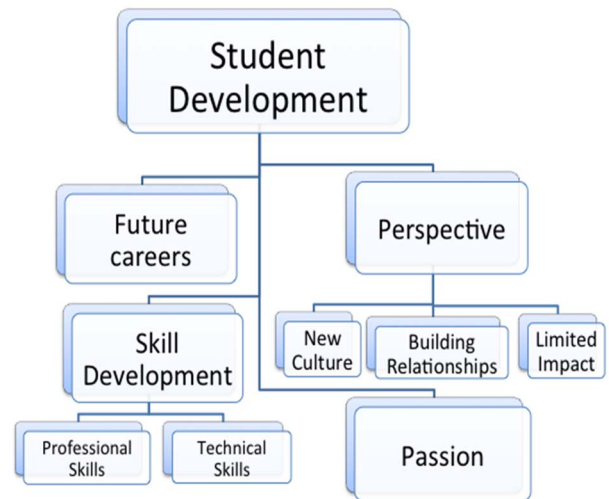 Student
Development
Future
careers
Perspective
Skill
Development
New
Culture
Building
Relationships
Limited
Impact
Professional
Skills
Technical
Skills
Passion